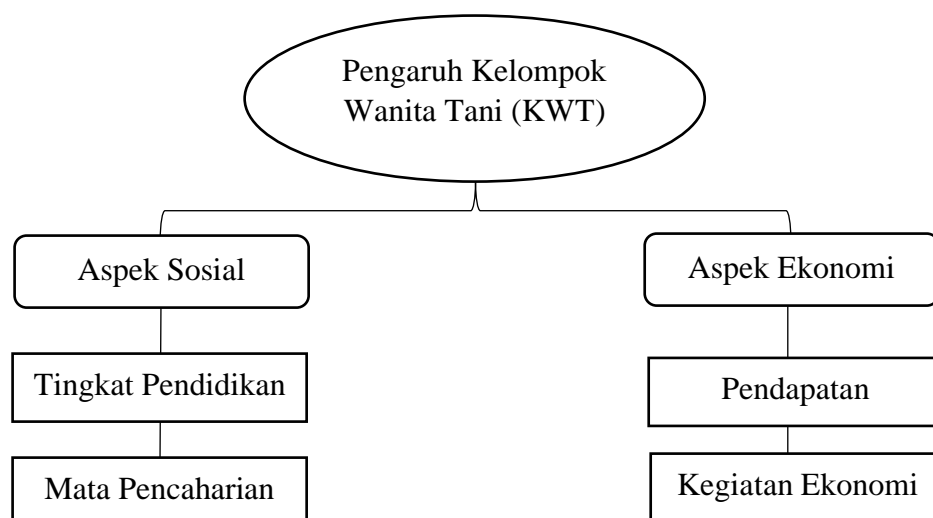 Pengaruh Kelompok
Wanita Tani (KWT)
Aspek Sosial
Aspek Ekonomi
Tingkat Pendidikan
Pendapatan
Mata Pencaharian
Kegiatan Ekonomi